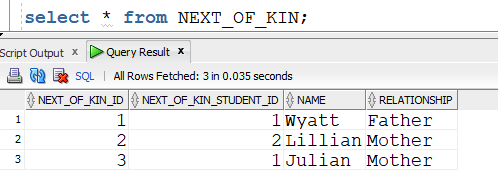 select * from NEXT_OF_KIN;
Script Output x Query Result x
SQL | All Rows Fetched: 3 in 0.035 seconds
NEXT_OF_KIN_ID NEXT_OF_KIN_STUDENT_ID NAME RELATIONSHIP
1 1 1 Wyatt Father
2 2 2 Lillian Mother
3 3 1 Julian Mother